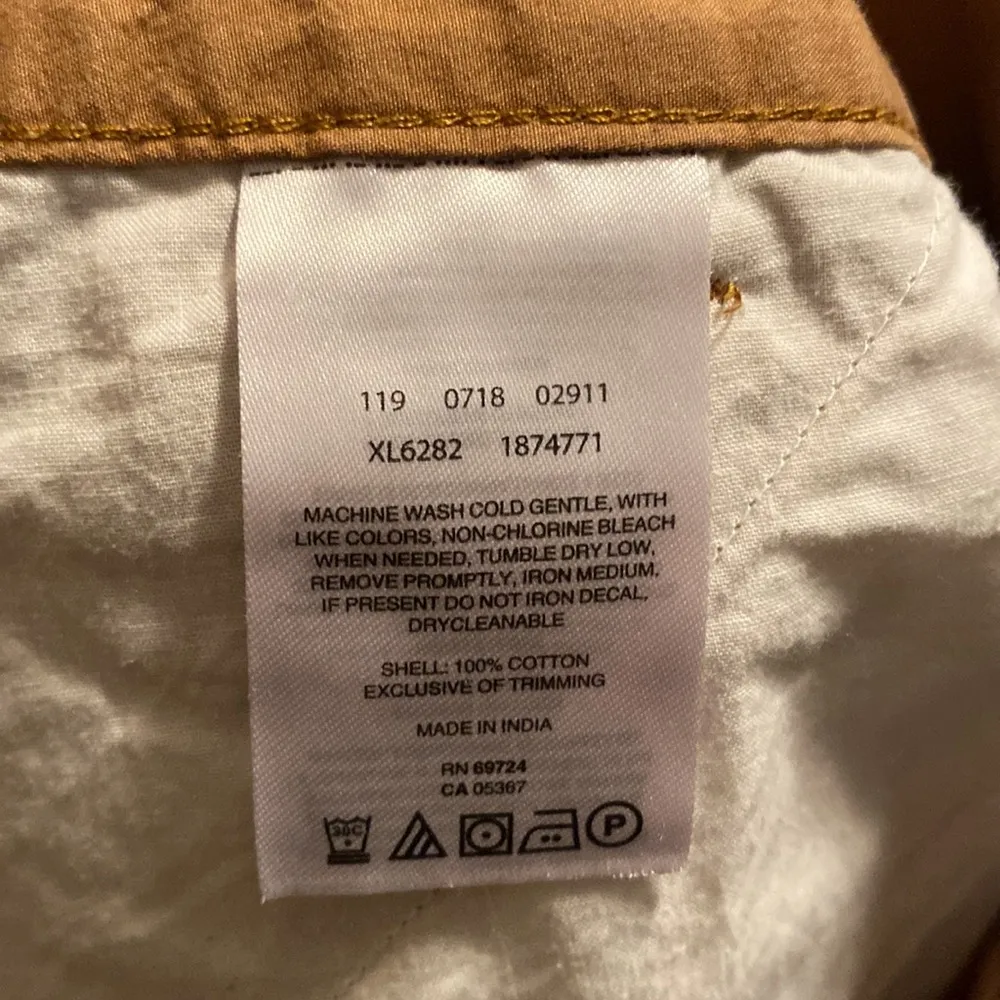 119 0718 02911
XL6282 1874771
MACHINE WASH COLD GENTLE, WITH
LIKE COLORS, NON-CHLORINE BLEACH
WHEN NEEDED, TUMBLE DRY LOW,
REMOVE PROMPTLY, IRON MEDIUM.
IF PRESENT DO NOT IRON DECAL,
DRYCLEANABLE
SHELL: 100% COTTON
EXCLUSIVE OF TRIMMING
MADE IN INDIA
RN 69724
CA 05367
30C P